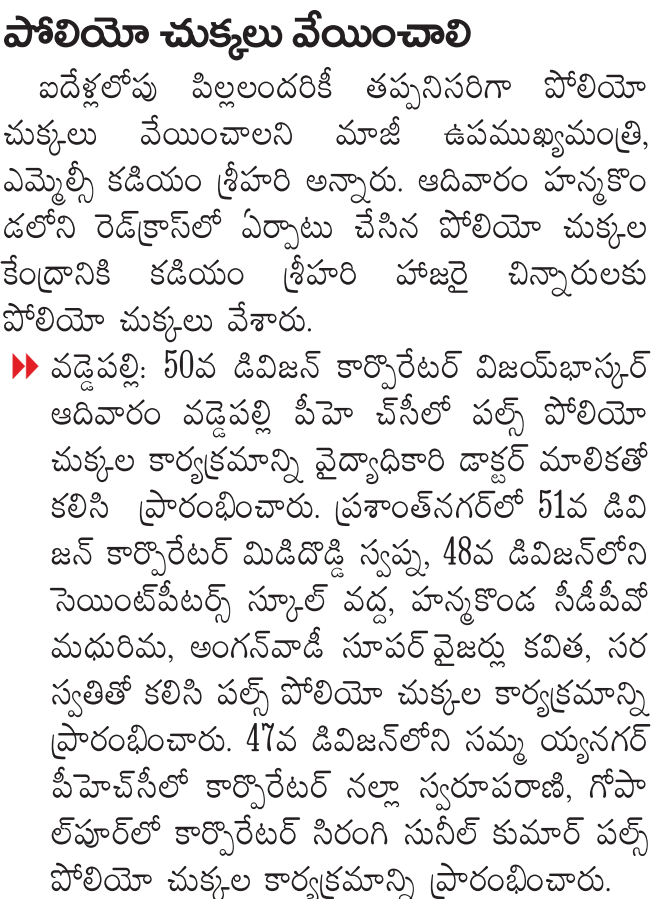 పోలియో చుక్కలు వేయించాలి
ఐదేళ్లలోపు పిల్లలందరికీ తప్పనిసరిగా పోలియో
చుక్కలు వేయించాలని మాజీ ఉపముఖ్యమంత్రి,
ఎమ్మెల్సీ కడియం శ్రీహరి అన్నారు. ఆదివారం హన్మకొం
డలోని రెడ్‌క్రాస్‌లో ఏర్పాటు చేసిన పోలియో చుక్కల
కేంద్రానికి కడియం శ్రీహరి హాజరై చిన్నారులకు
పోలియో చుక్కలు వేశారు.
వడ్డెపల్లి: 50వ డివిజన్ కార్పొరేటర్ విజయ్‌భాస్కర్
ఆదివారం వడ్డెపల్లి పీహె చ్‌సీలో పల్స్ పోలియో
చుక్కల కార్యక్రమాన్ని వైద్యాధికారి డాక్టర్ మాలికతో
కలిసి ప్రారంభించారు. ప్రశాంత్‌నగర్‌లో 51వ డివి
జన్ కార్పొరేటర్ మిడిదొడ్డి స్వప్న, 48వ డివిజన్‌లోని
సెయింట్‌పీటర్స్ స్కూల్ వద్ద, హన్మకొండ సీడీపీవో
మధురిమ, అంగన్‌వాడీ సూపర్ వైజర్లు కవిత, సర
స్వతితో కలిసి పల్స్ పోలియో చుక్కల కార్యక్రమాన్ని
ప్రారంభించారు. 47వ డివిజన్‌లోని సమ్మ య్యనగర్
పీహెచ్‌సీలో కార్పొరేటర్ నల్లా స్వరూపరాణి, గోపా
ల్‌పూర్‌లో కార్పొరేటర్ సిరంగి సునీల్ కుమార్ పల్స్
పోలియో చుక్కల కార్యక్రమాన్ని ప్రారంభించారు.